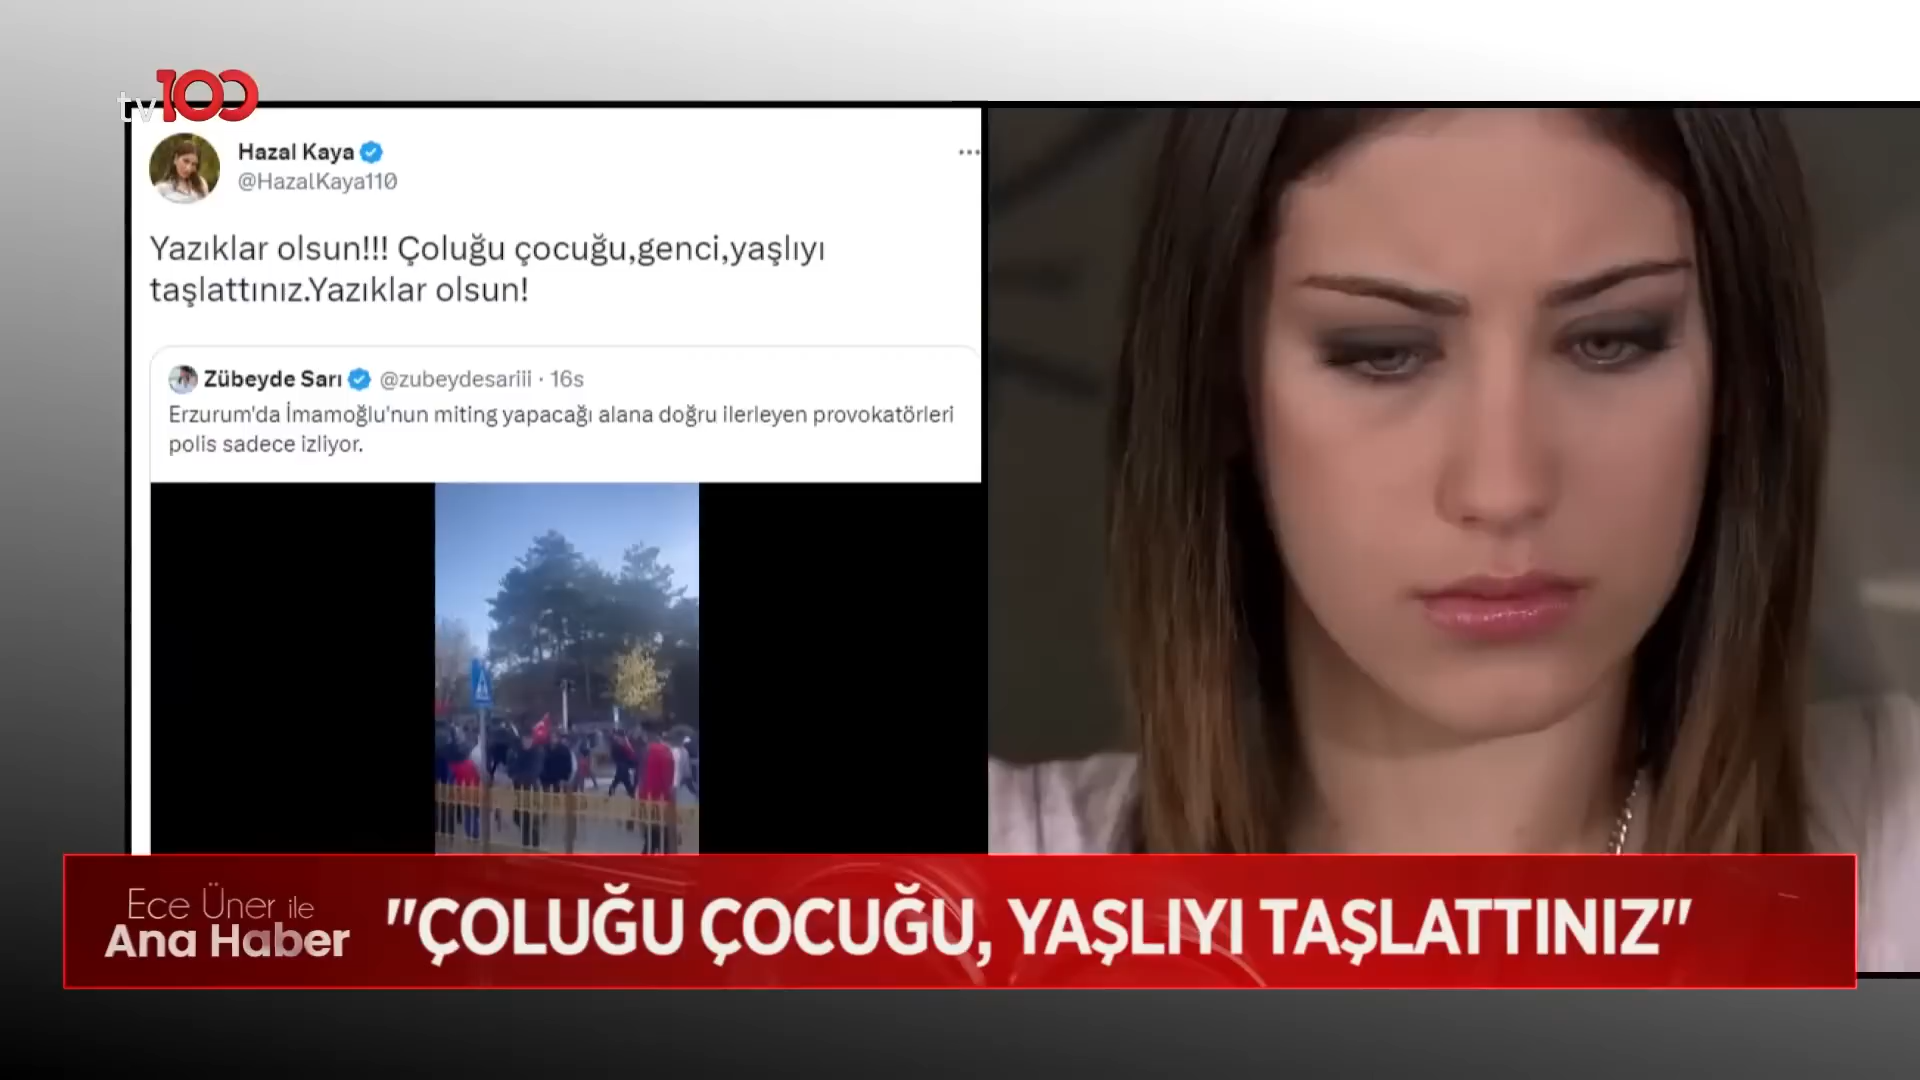 tv100
Hazal Kaya
@HazalKaya110
Yazıklar olsun!!! Çoluğu çocuğu,genci,yaşlıyı
taşlattınız.Yazıklar olsun!
Zübeyde Sarı @zubeydesariii · 16s
Erzurum'da İmamoğlu'nun miting yapacağı alana doğru ilerleyen provokatörleri
polis sadece izliyor.
Ece Üner ile
Ana Haber
"ÇOLUĞU ÇOCUĞU, YAŞLIYI TAŞLATTINIZ"